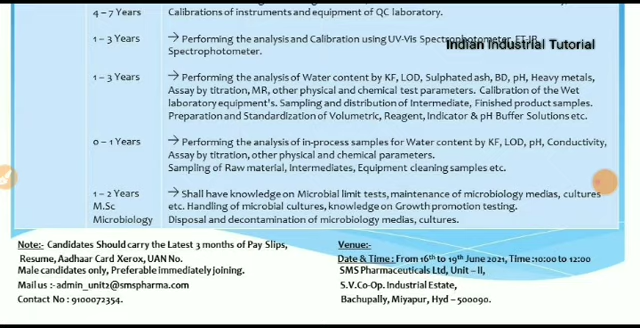 4 – 7 Years
Calibrations of instruments and equipment of QC laboratory.
Indian Industrial Tutorial
1 – 3 Years
→ Performing the analysis and Calibration using UV-Vis Spectrophotometer, FT-IR
Spectrophotometer.
1 – 3 Years
→ Performing the analysis of Water content by KF, LOD, Sulphated ash, BD, pH, Heavy metals,
Assay by titration, MR, other physical and chemical test parameters. Calibration of the Wet
laboratory equipment's. Sampling and distribution of Intermediate, Finished product samples.
Preparation and Standardization of Volumetric, Reagent, Indicator & pH Buffer Solutions etc.
0 – 1 Years
→ Performing the analysis of in-process samples for Water content by KF, LOD, pH, Conductivity,
Assay by titration, other physical and chemical parameters.
Sampling of Raw material, Intermediates, Equipment cleaning samples etc.
1 – 2 Years
M.Sc
Microbiology
→ Shall have knowledge on Microbial limit tests, maintenance of microbiology medias, cultures
etc. Handling of microbial cultures, knowledge on Growth promotion testing.
Disposal and decontamination of microbiology medias, cultures.
Note:- Candidates Should carry the Latest 3 months of Pay Slips,
Resume, Aadhaar Card Xerox, UAN No.
Male candidates only, Preferable immediately joining.
Mail us :- admin_unit2@smspharma.com
Contact No : 9100072354.
Venue:-
Date & Time : From 16th to 19th June 2021, Time :10:00 to 12:00
SMS Pharmaceuticals Ltd, Unit – II,
S.V.Co-Op. Industrial Estate,
Bachupally, Miyapur, Hyd – 500090.